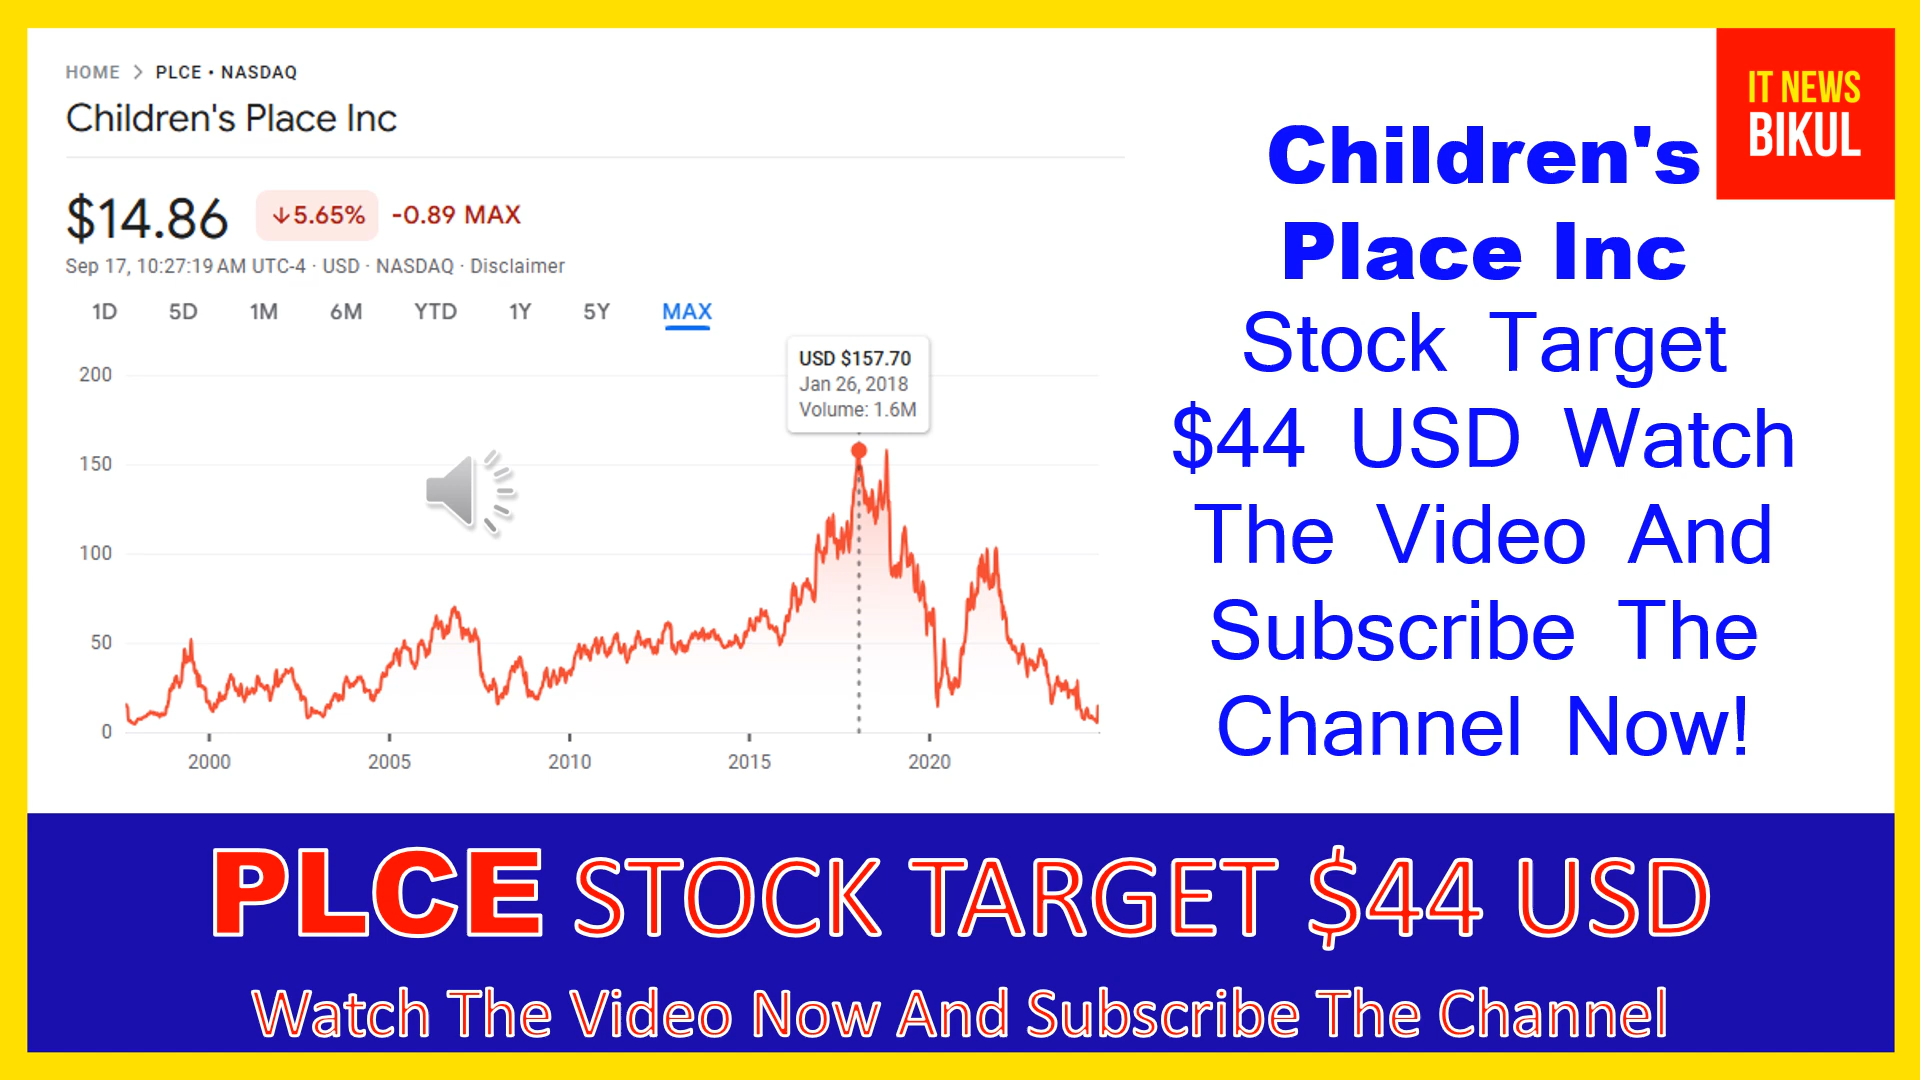 HOME > PLCE • NASDAQ
Children's Place Inc
$14.86 ↓5.65% -0.89 MAX
Sep 17, 10:27:19 AM UTC-4 · USD · NASDAQ · Disclaimer
1D 5D 1M 6M YTD 1Y 5Y MAX
USD $157.70
Jan 26, 2018
Volume: 1.6M
200
150
100
50
0
2000 2005 2010 2015 2020
IT NEWS
BIKUL
Children's
Place Inc
Stock Target
$44 USD Watch
The Video And
Subscribe The
Channel Now!
PLCE STOCK TARGET $44 USD
Watch The Video Now And Subscribe The Channel